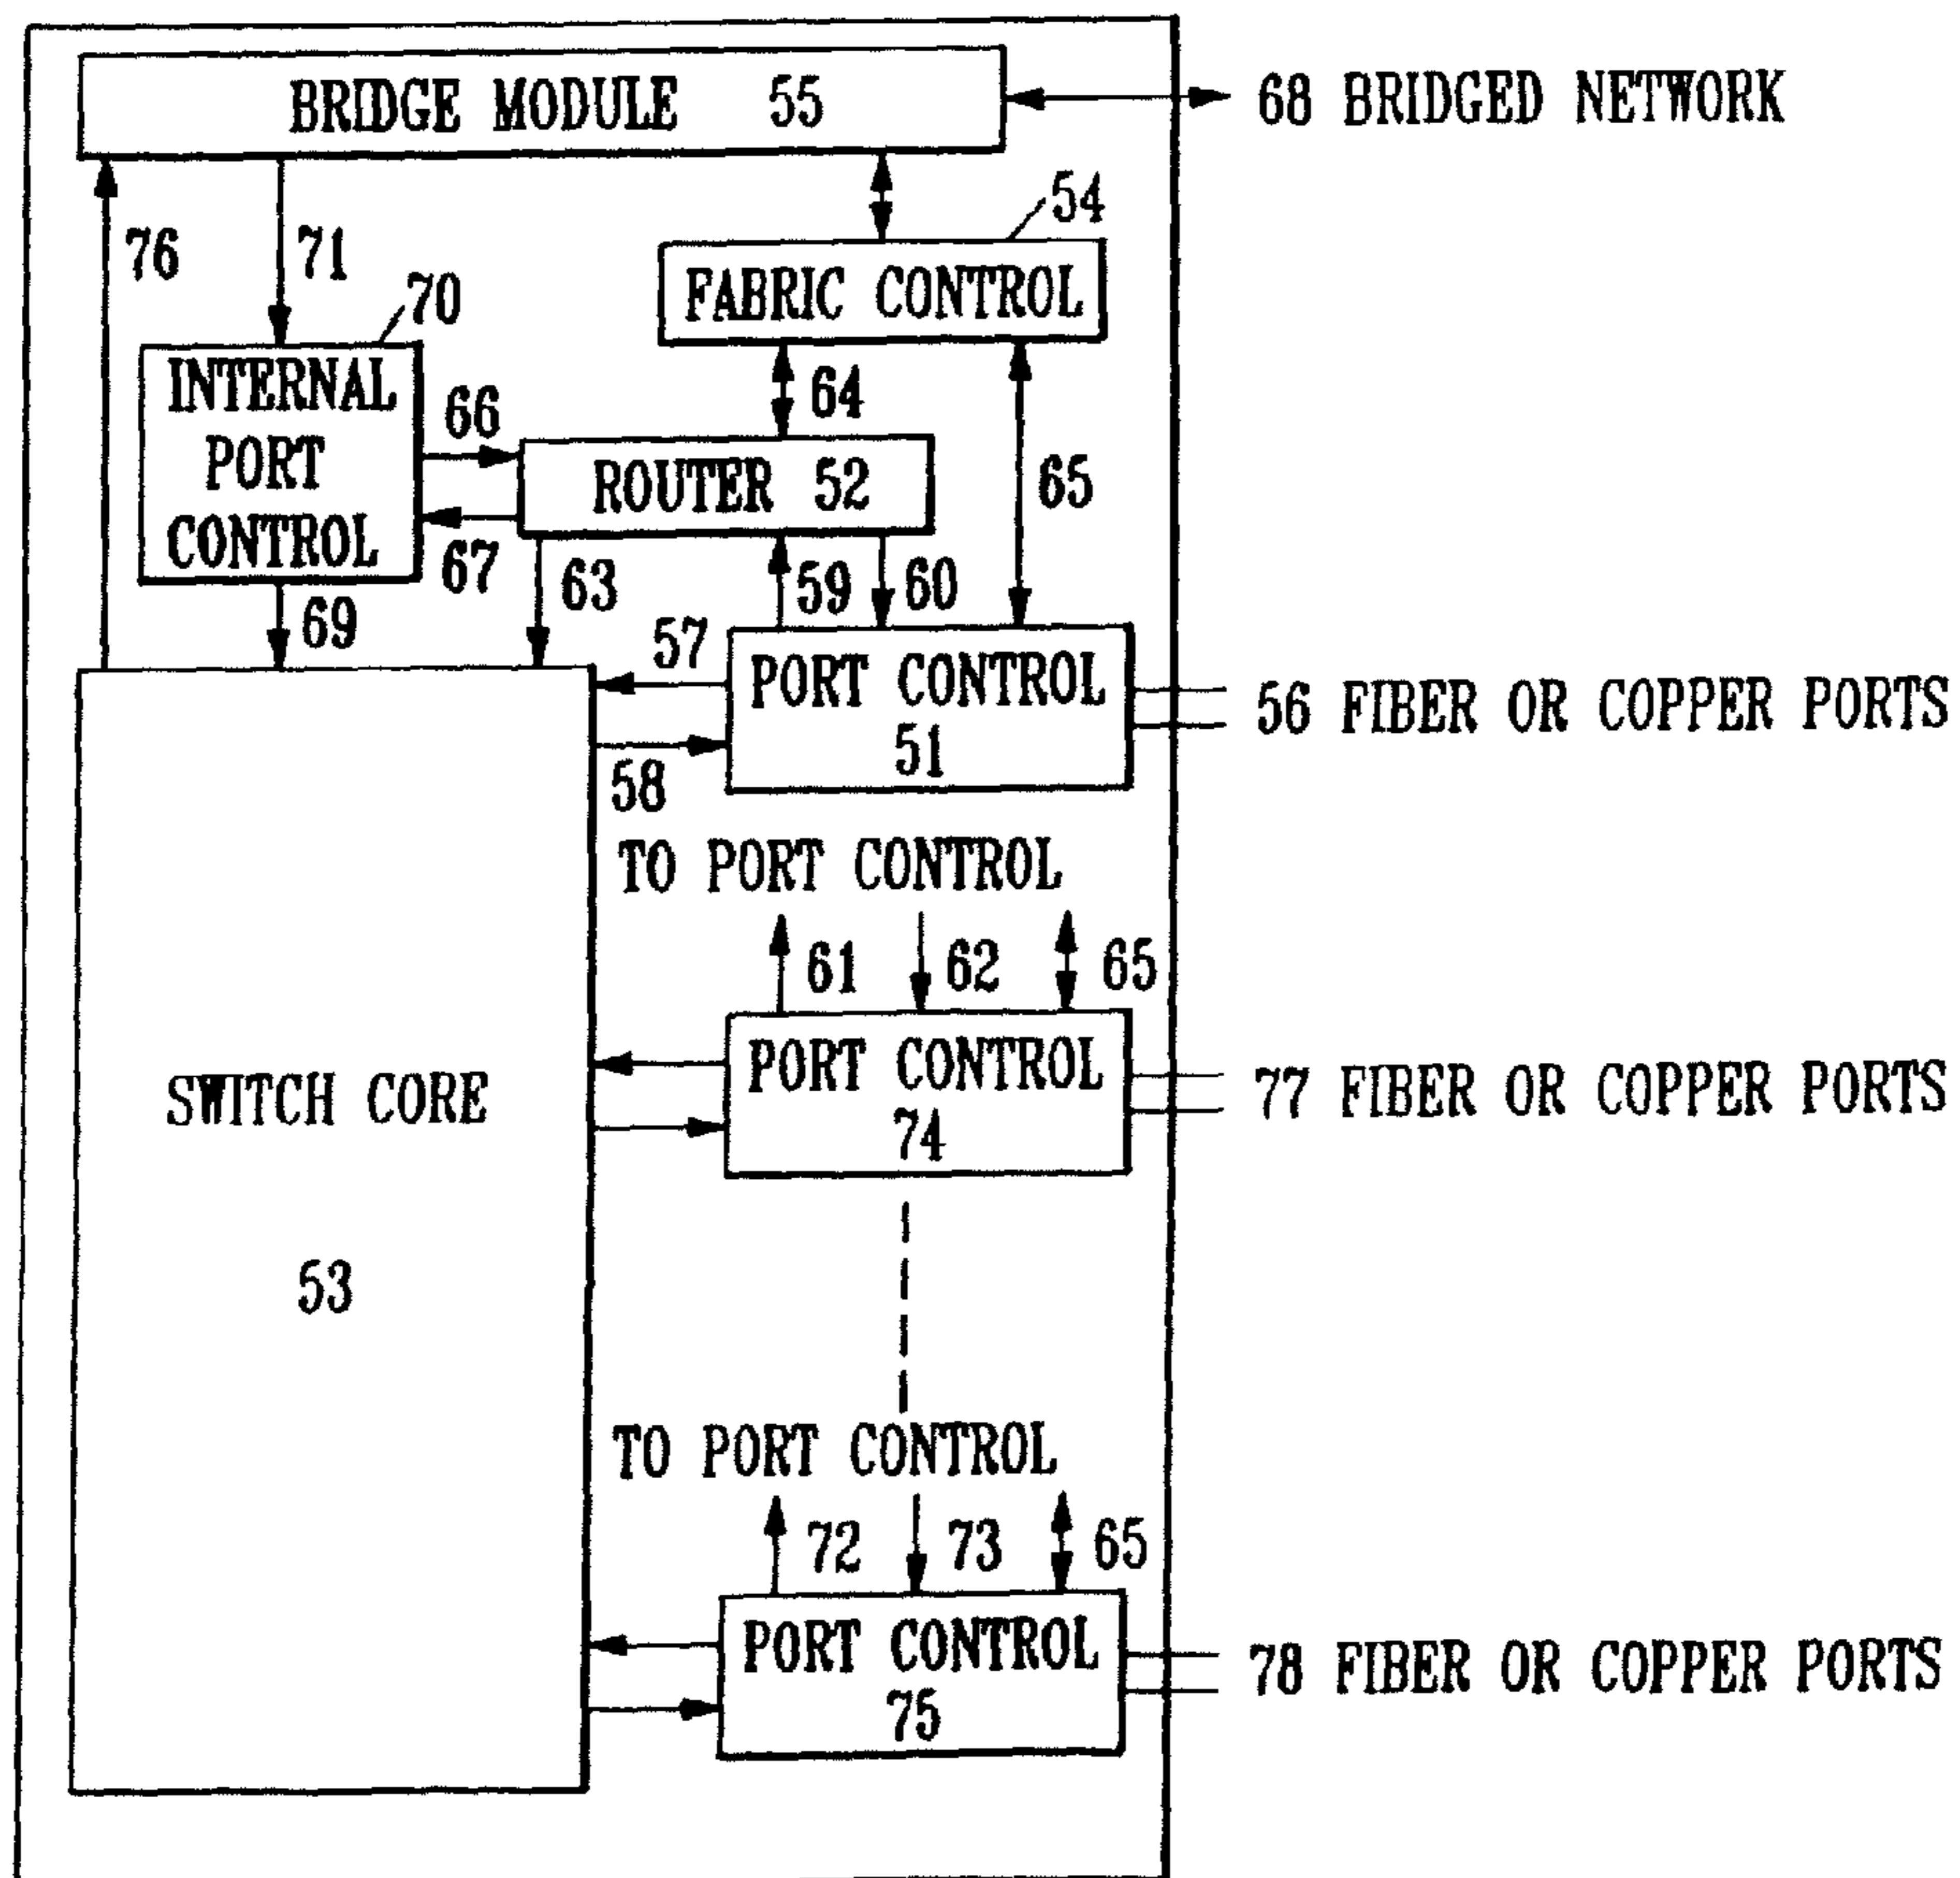 BRIDGE MODULE 55
68 BRIDGED NETWORK
54
76
71
70
FABRIC CONTROL
INTERNAL
PORT
CONTROL
66
64
ROUTER 52
65
67
63
59
60
69
57
PORT CONTROL
51
56 FIBER OR COPPER PORTS
58
TO PORT CONTROL
61
62
65
PORT CONTROL
74
77 FIBER OR COPPER PORTS
SWITCH CORE
53
TO PORT CONTROL
72
73
65
PORT CONTROL
75
78 FIBER OR COPPER PORTS